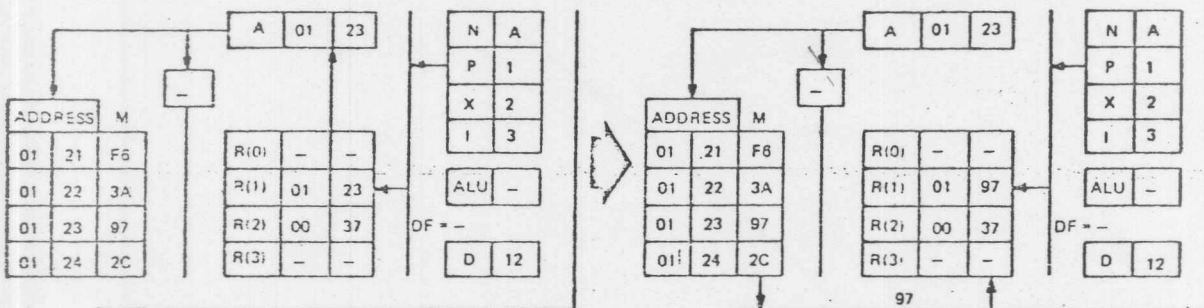 A 01 23
N A
P 1
X 2
I 3
–
ADDRESS M
01 21 F6
01 22 3A
01 23 97
01 24 2C
R(0) – –
R(1) 01 23
R(2) 00 37
R(3) – –
ALU –
DF = –
D 12
A 01 23
N A
P 1
X 2
I 3
–
ADDRESS M
01 21 F6
01 22 3A
01 23 97
01 24 2C
R(0) – –
R(1) 01 97
R(2) 00 37
R(3) – –
ALU –
DF = –
D 12
97